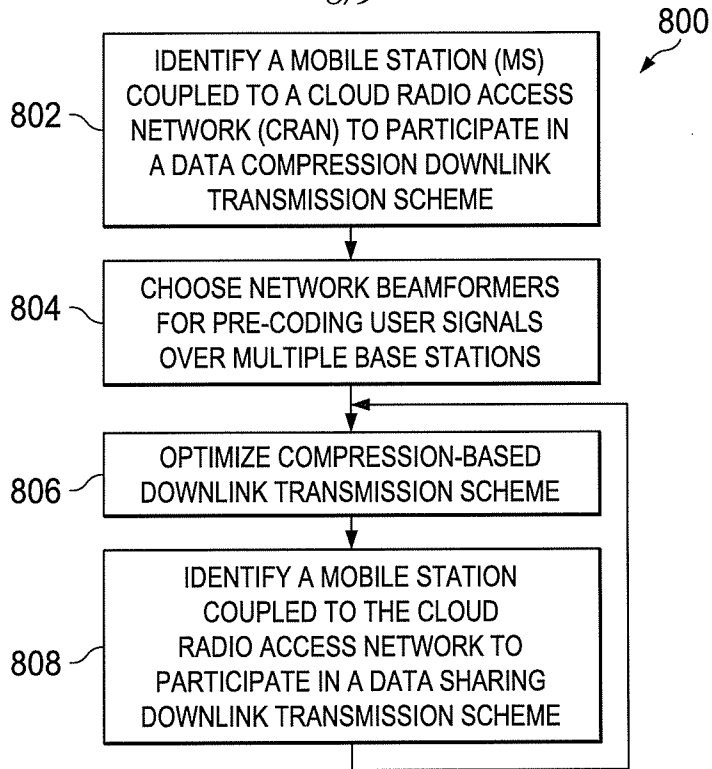 800
802
IDENTIFY A MOBILE STATION (MS)
COUPLED TO A CLOUD RADIO ACCESS
NETWORK (CRAN) TO PARTICIPATE IN
A DATA COMPRESSION DOWNLINK
TRANSMISSION SCHEME
804
CHOOSE NETWORK BEAMFORMERS
FOR PRE-CODING USER SIGNALS
OVER MULTIPLE BASE STATIONS
806
OPTIMIZE COMPRESSION-BASED
DOWNLINK TRANSMISSION SCHEME
808
IDENTIFY A MOBILE STATION
COUPLED TO THE CLOUD
RADIO ACCESS NETWORK TO
PARTICIPATE IN A DATA SHARING
DOWNLINK TRANSMISSION SCHEME